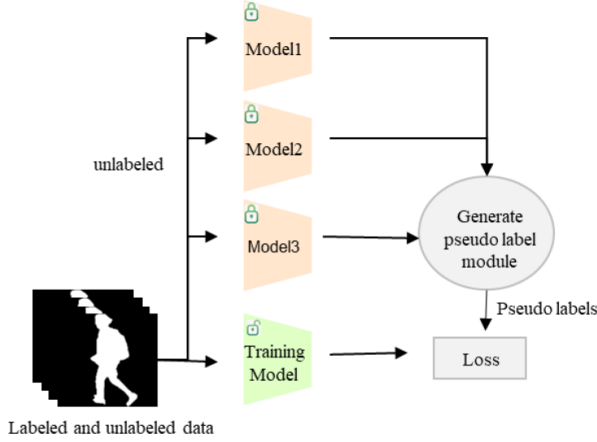 Model1
Model2
unlabeled
Generate
pseudo label
module
Model3
Pseudo labels
Training
Model
Loss
Labeled and unlabeled data